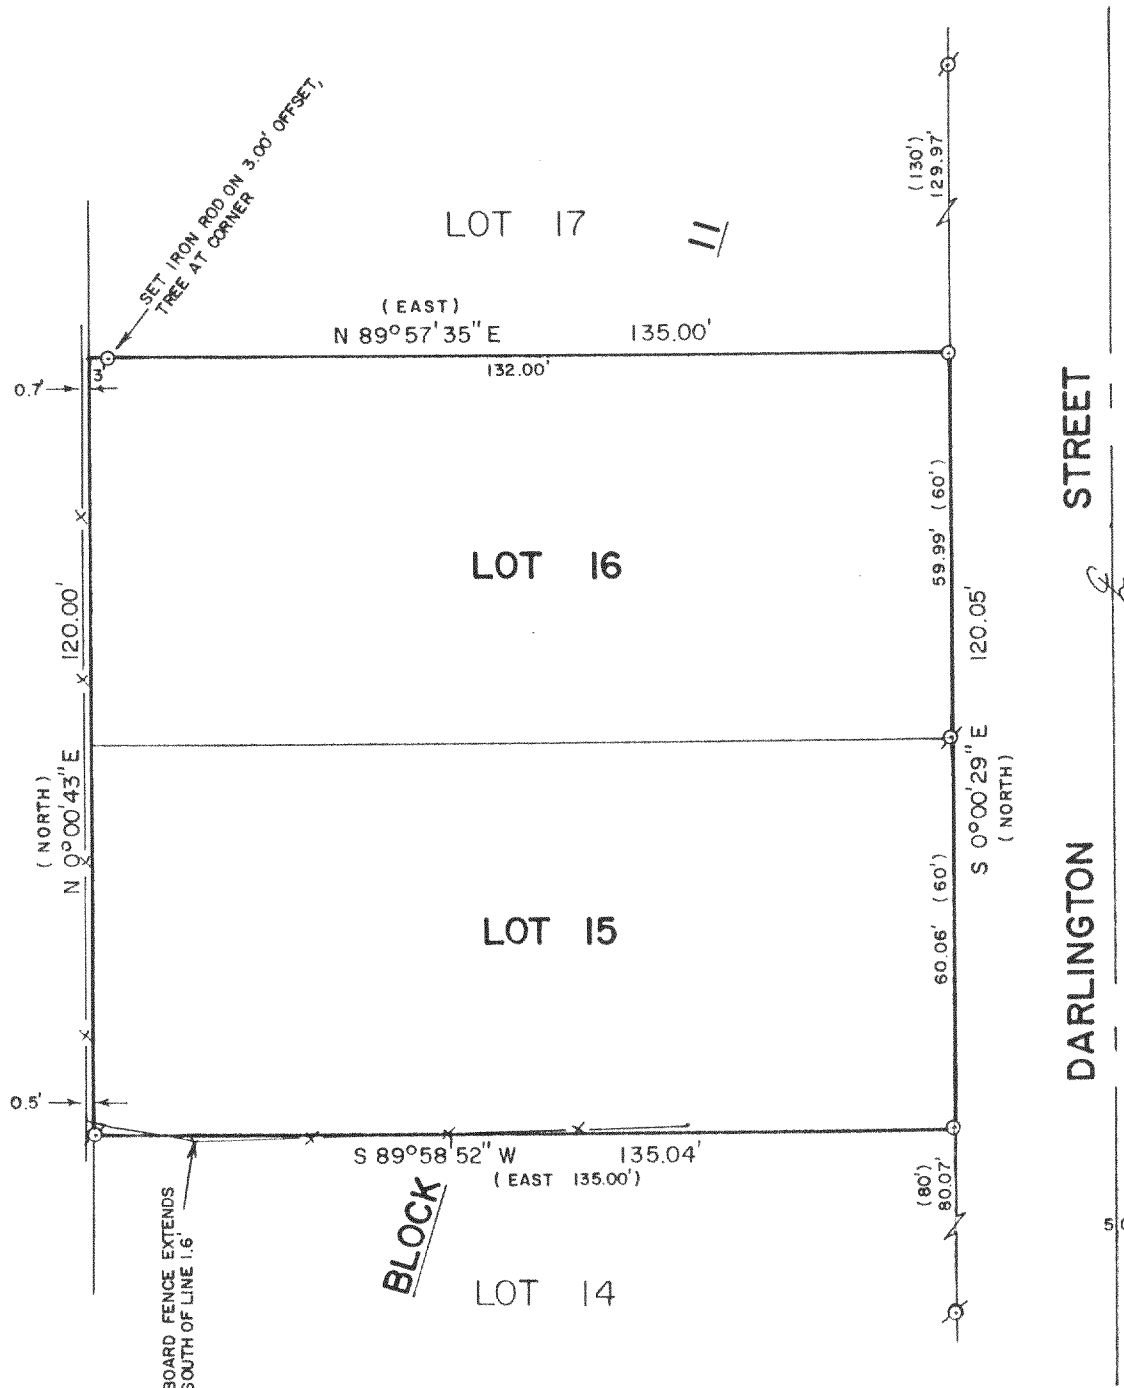 SET IRON ROD ON 3.00' OFFSET,
TREE AT CORNER
(130')
129.97'
LOT 17
11
(EAST)
N 89°57'35" E 135.00'
132.00'
3'
0.7'
STREET
59.99' (60')
LOT 16
120.00'
120.05'
(NORTH)
N 0°00'43" E
S 0°00'29" E
(NORTH)
LOT 15
60.06' (60')
DARLINGTON
0.5'
S 89°58'52" W 135.04'
(EAST 135.00')
(80')
80.07'
BLOCK
LOT 14
BOARD FENCE EXTENDS
SOUTH OF LINE 1.6'